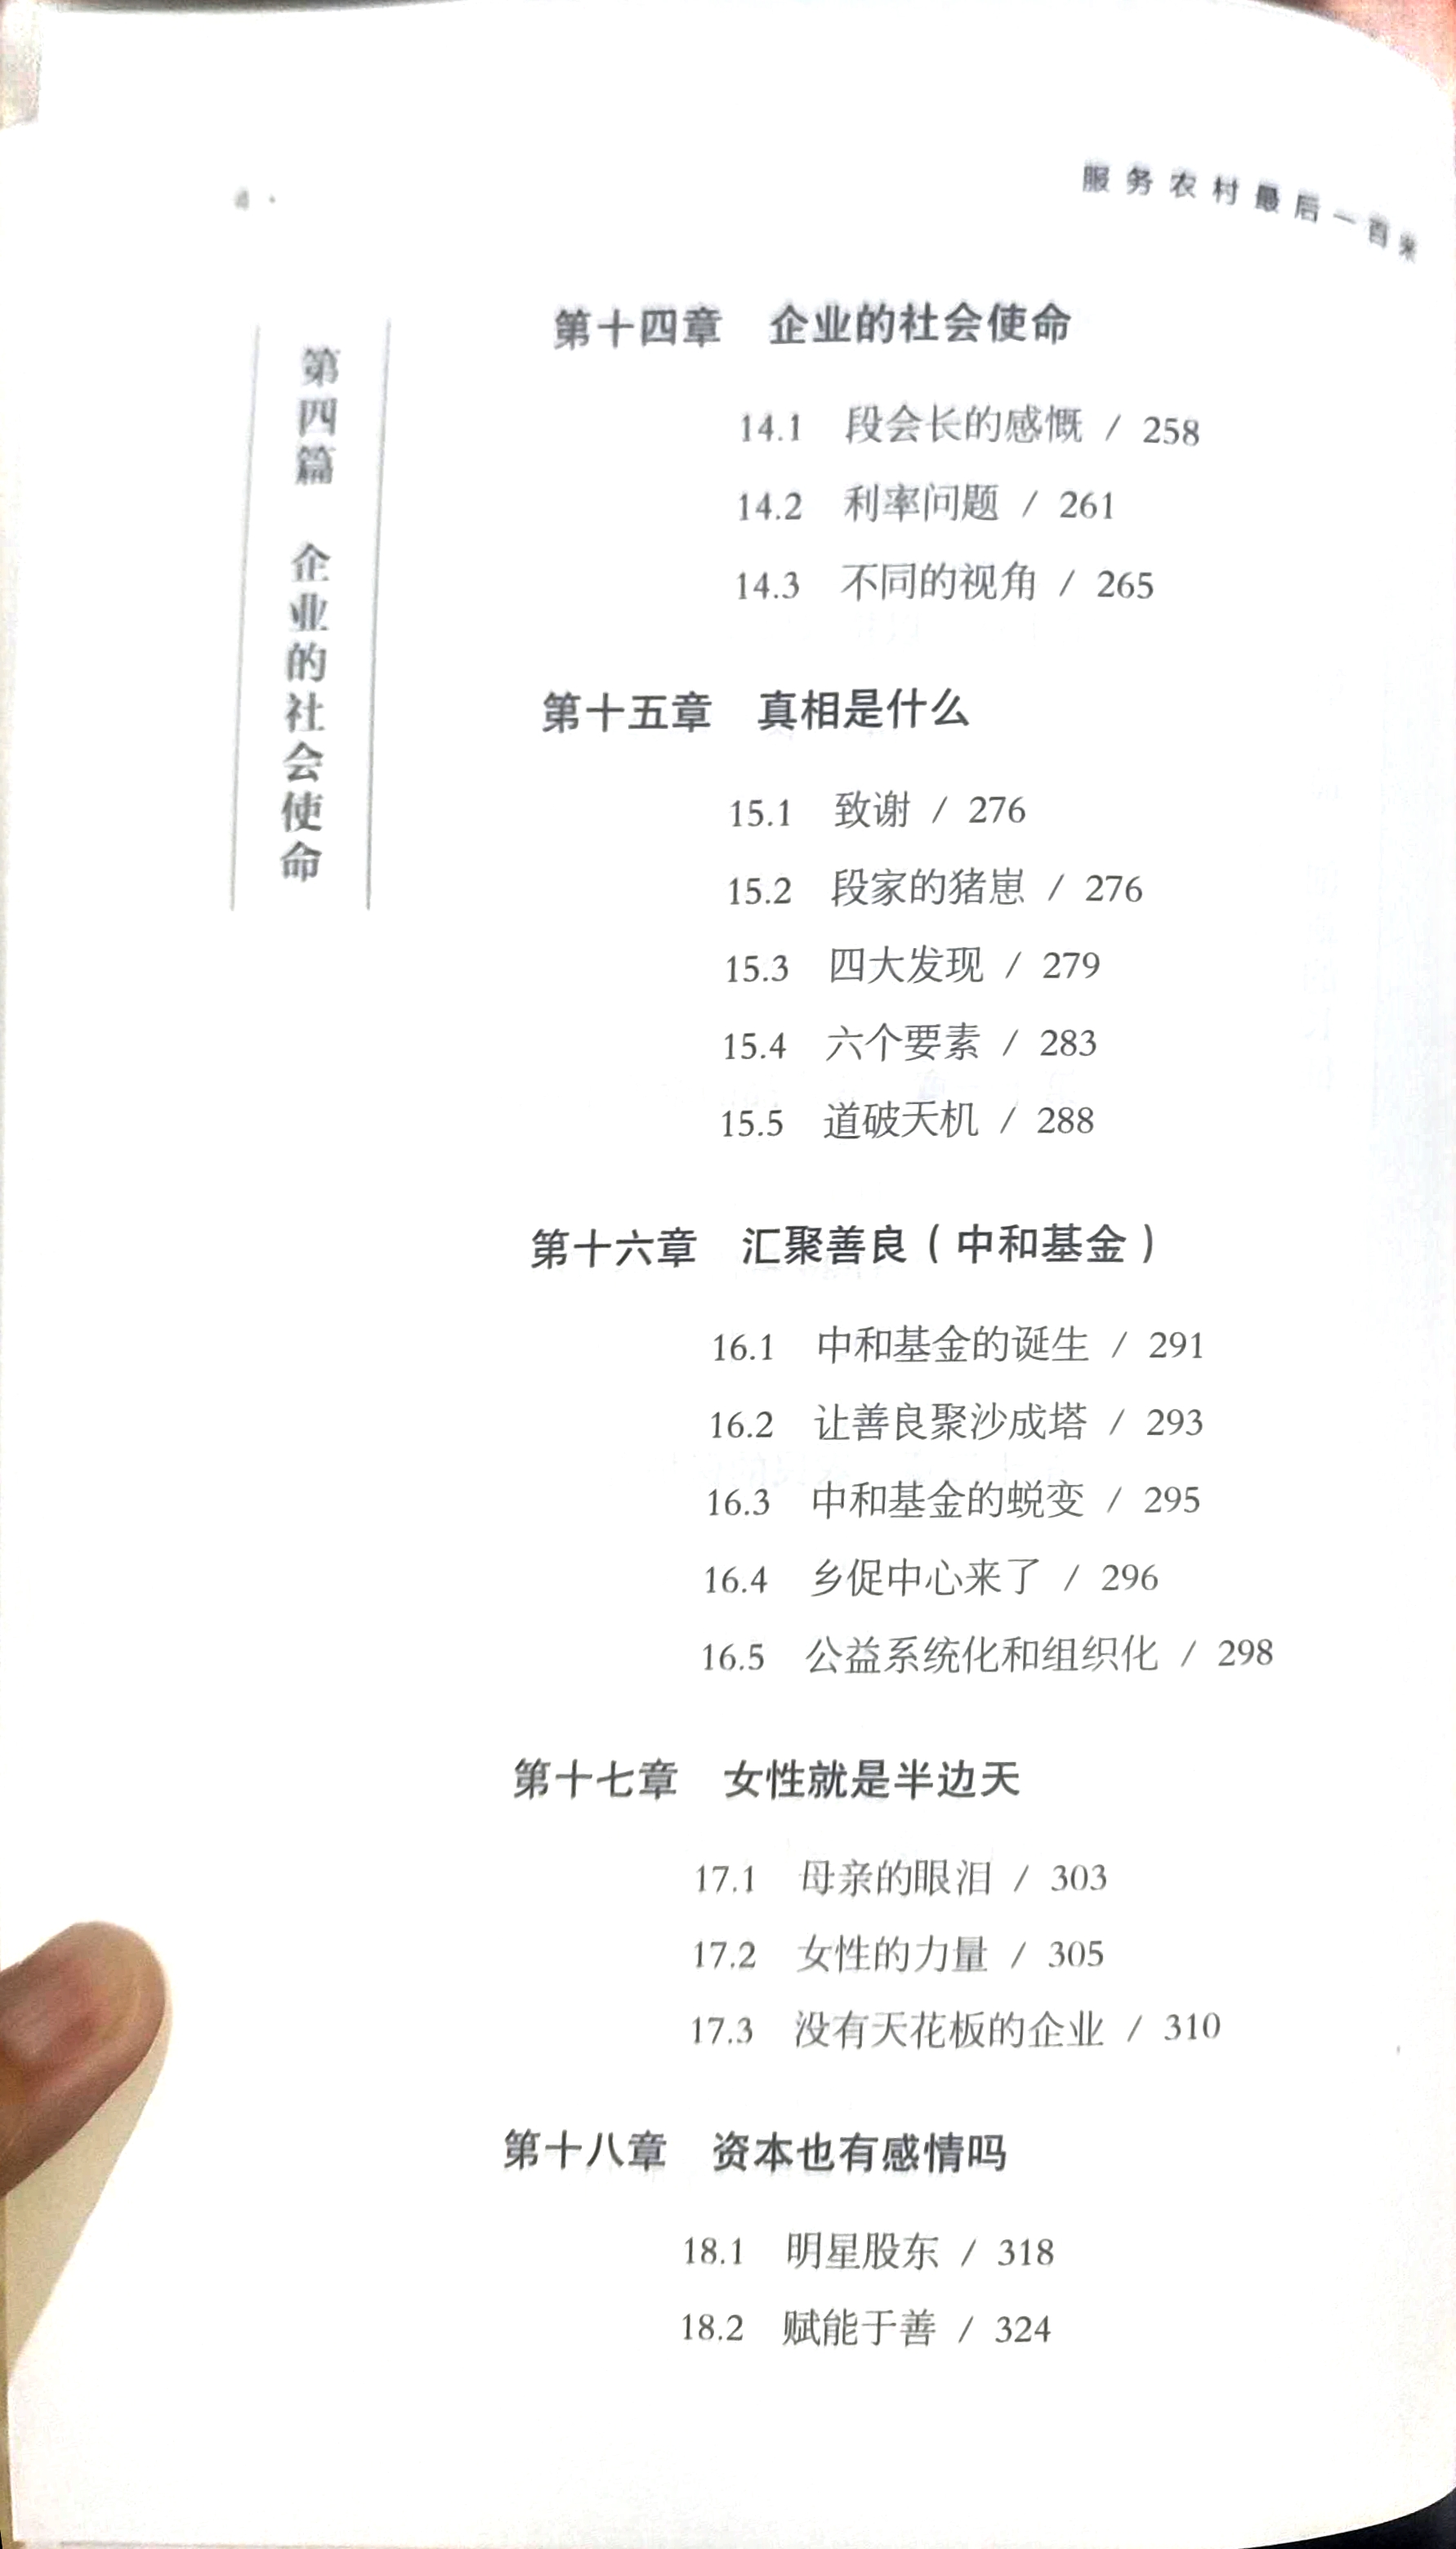 服务农村最后一百米
第四篇 企业的社会使命
第十四章 企业的社会使命
14.1 段会长的感慨 / 258
14.2 利率问题 / 261
14.3 不同的视角 / 265
第十五章 真相是什么
15.1 致谢 / 276
15.2 段家的猪崽 / 276
15.3 四大发现 / 279
15.4 六个要素 / 283
15.5 道破天机 / 288
第十六章 汇聚善良（中和基金）
16.1 中和基金的诞生 / 291
16.2 让善良聚沙成塔 / 293
16.3 中和基金的蜕变 / 295
16.4 乡促中心来了 / 296
16.5 公益系统化和组织化 / 298
第十七章 女性就是半边天
17.1 母亲的眼泪 / 303
17.2 女性的力量 / 305
17.3 没有天花板的企业 / 310
第十八章 资本也有感情吗
18.1 明星股东 / 318
18.2 赋能于善 / 324